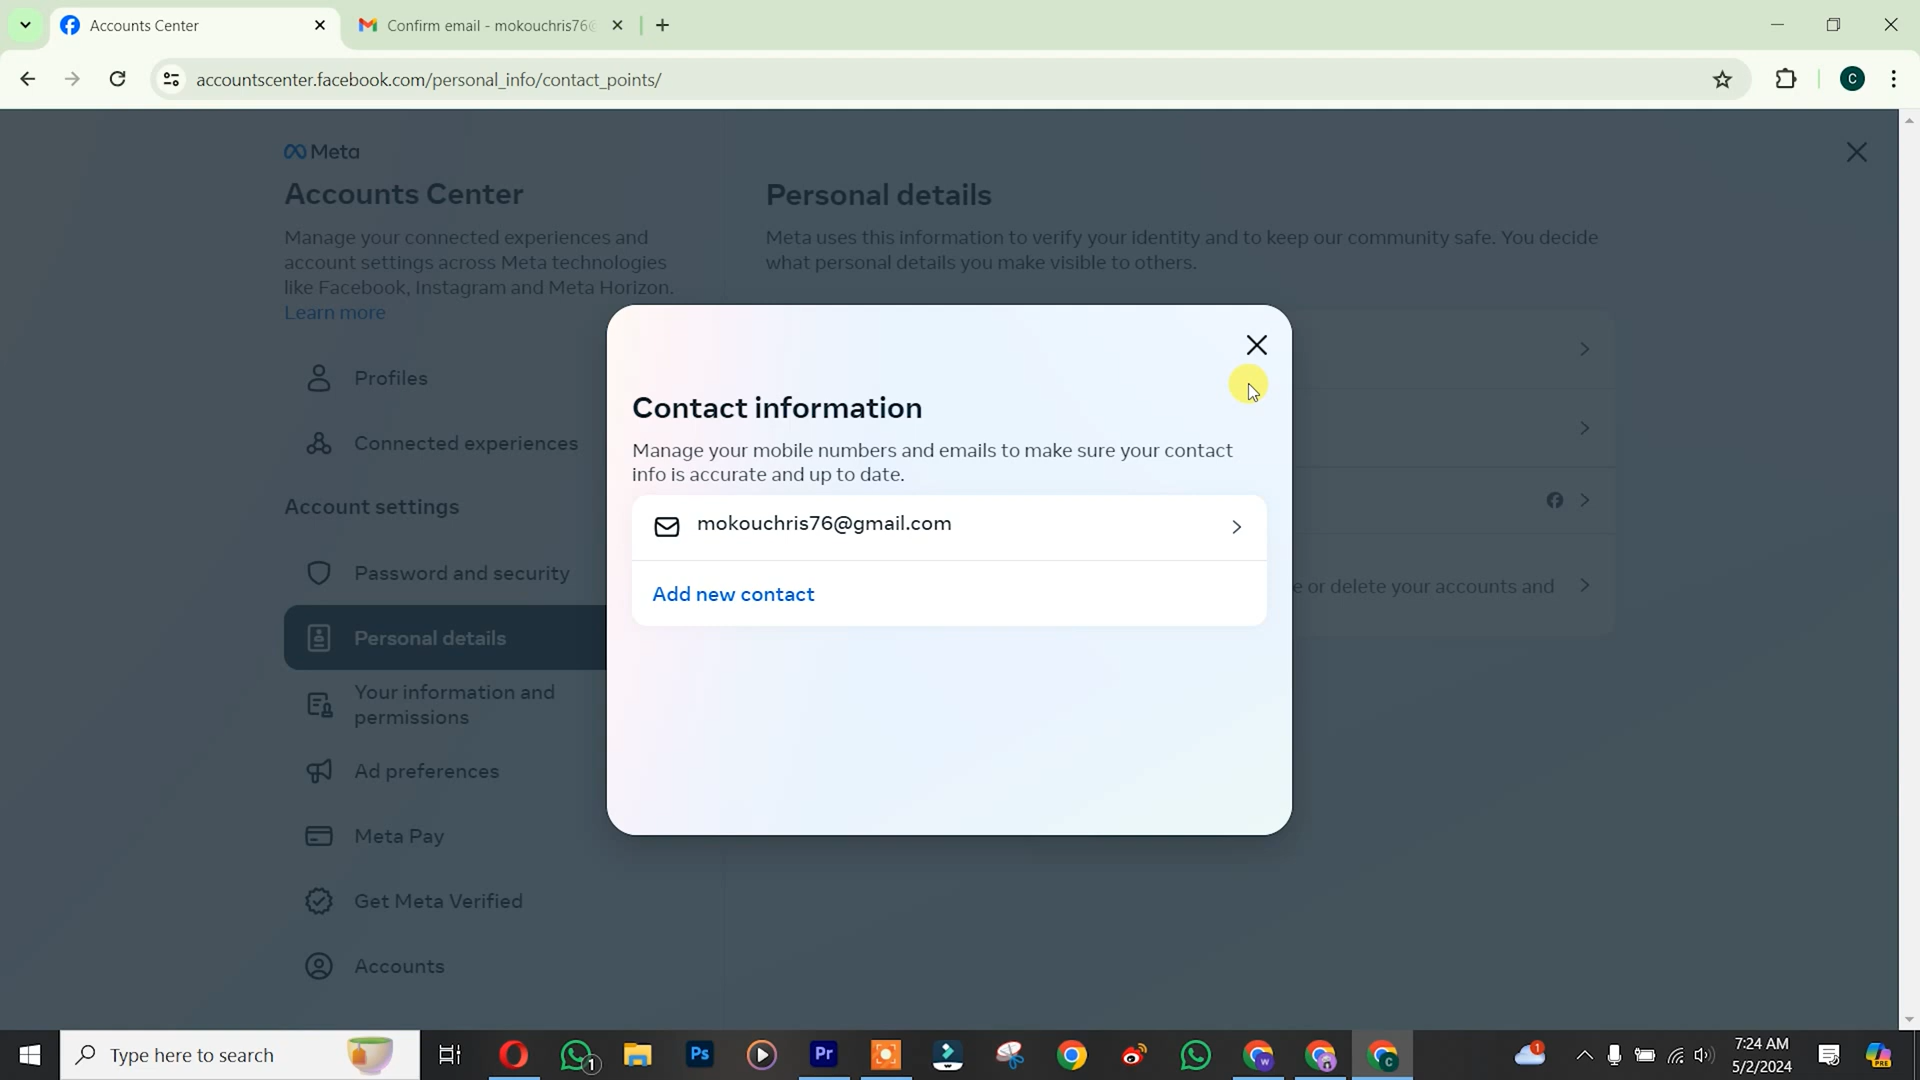 Accounts Center
Confirm email - mokouchris76@
accountscenter.facebook.com/personal_info/contact_points/
C
Meta
Accounts Center
Manage your connected experiences and
account settings across Meta technologies
like Facebook, Instagram and Meta Horizon.
Learn more
Profiles
Connected experiences
Account settings
Password and security
Personal details
Your information and
permissions
Ad preferences
Meta Pay
Get Meta Verified
Accounts
Personal details
Meta uses this information to verify your identity and to keep our community safe. You decide
what personal details you make visible to others.
e or delete your accounts and
Contact information
Manage your mobile numbers and emails to make sure your contact
info is accurate and up to date.
mokouchris76@gmail.com
Add new contact
Type here to search
1
Ps
Pr
W
C
1
7:24 AM
5/2/2024
PRE